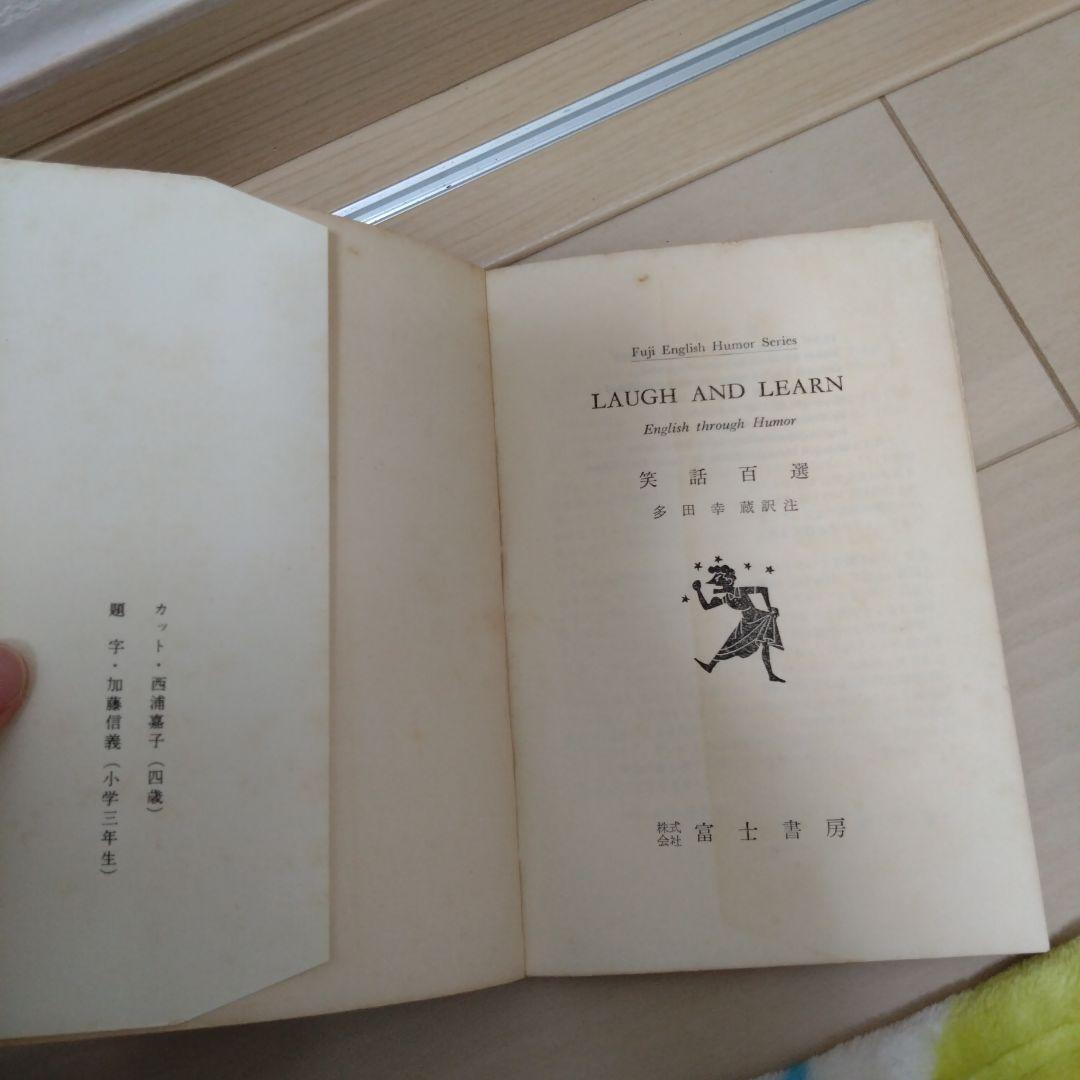 カット・西浦嘉子（四歳）
題字・加藤信義（小学三年生）
Fuji English Humor Series
LAUGH AND LEARN
English through Humor
笑話百選
多田幸蔵訳注
株式会社 富士書房